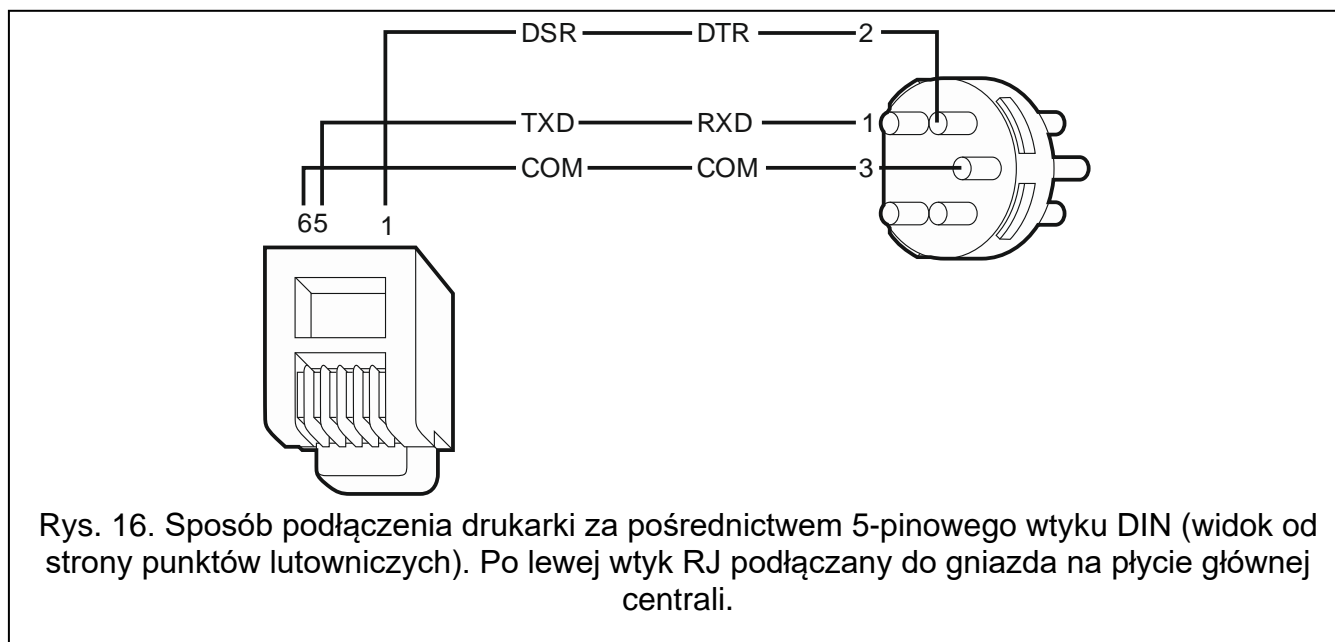 DSR DTR 2
TXD RXD 1
COM COM 3
65 1
Rys. 16. Sposób podłączenia drukarki za pośrednictwem 5-pinowego wtyku DIN (widok od
strony punktów lutowniczych). Po lewej wtyk RJ podłączany do gniazda na płycie głównej
centrali.